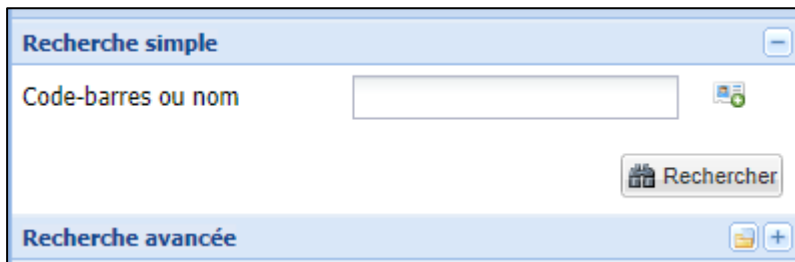 Recherche simple
Code-barres ou nom
Rechercher
Recherche avancée